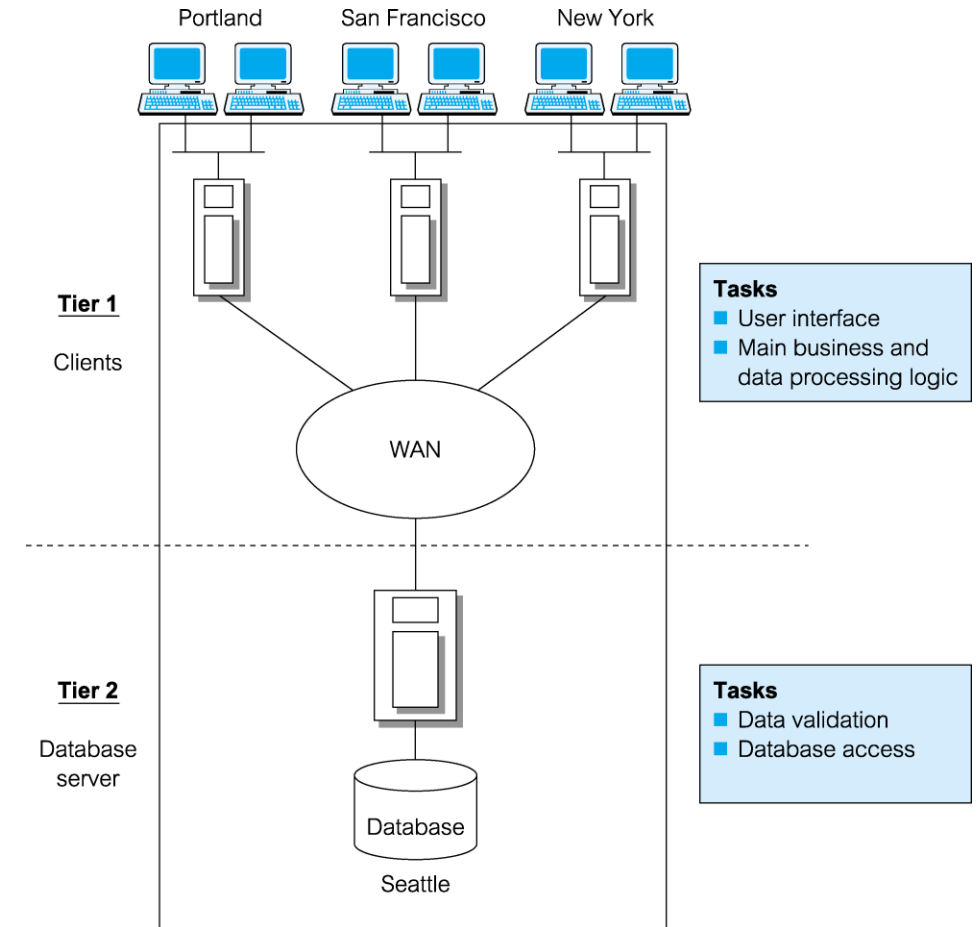 Portland
San Francisco
New York
Tier 1
Clients
Tasks
User interface
Main business and
data processing logic
WAN
Tier 2
Database
server
Tasks
Data validation
Database access
Database
Seattle